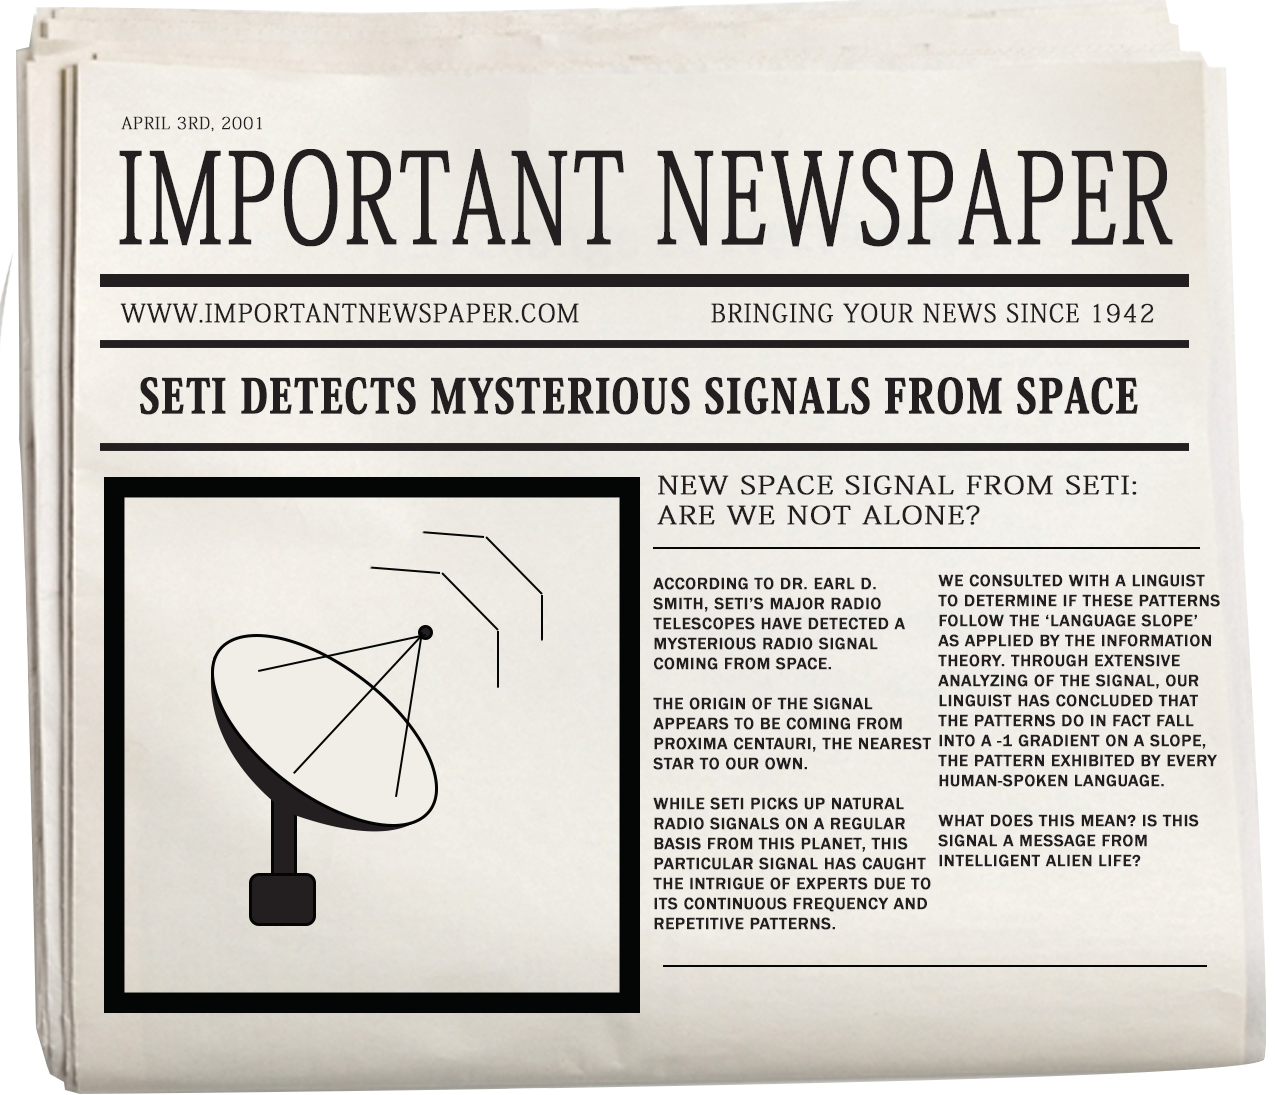 APRIL 3RD, 2001
IMPORTANT NEWSPAPER
WWW.IMPORTANTNEWSPAPER.COM
BRINGING YOUR NEWS SINCE 1942
SETI DETECTS MYSTERIOUS SIGNALS FROM SPACE
NEW SPACE SIGNAL FROM SETI:
ARE WE NOT ALONE?
ACCORDING TO DR. EARL D.
SMITH, SETI'S MAJOR RADIO
TELESCOPES HAVE DETECTED A
MYSTERIOUS RADIO SIGNAL
COMING FROM SPACE.
THE ORIGIN OF THE SIGNAL
APPEARS TO BE COMING FROM
PROXIMA CENTAURI, THE NEAREST
STAR TO OUR OWN.
WHILE SETI PICKS UP NATURAL
RADIO SIGNALS ON A REGULAR
BASIS FROM THIS PLANET, THIS
PARTICULAR SIGNAL HAS CAUGHT
THE INTRIGUE OF EXPERTS DUE TO
ITS CONTINUOUS FREQUENCY AND
REPETITIVE PATTERNS.
WE CONSULTED WITH A LINGUIST
TO DETERMINE IF THESE PATTERNS
FOLLOW THE 'LANGUAGE SLOPE'
AS APPLIED BY THE INFORMATION
THEORY. THROUGH EXTENSIVE
ANALYZING OF THE SIGNAL, OUR
LINGUIST HAS CONCLUDED THAT
THE PATTERNS DO IN FACT FALL
INTO A -1 GRADIENT ON A SLOPE,
THE PATTERN EXHIBITED BY EVERY
HUMAN-SPOKEN LANGUAGE.
WHAT DOES THIS MEAN? IS THIS
SIGNAL A MESSAGE FROM
INTELLIGENT ALIEN LIFE?